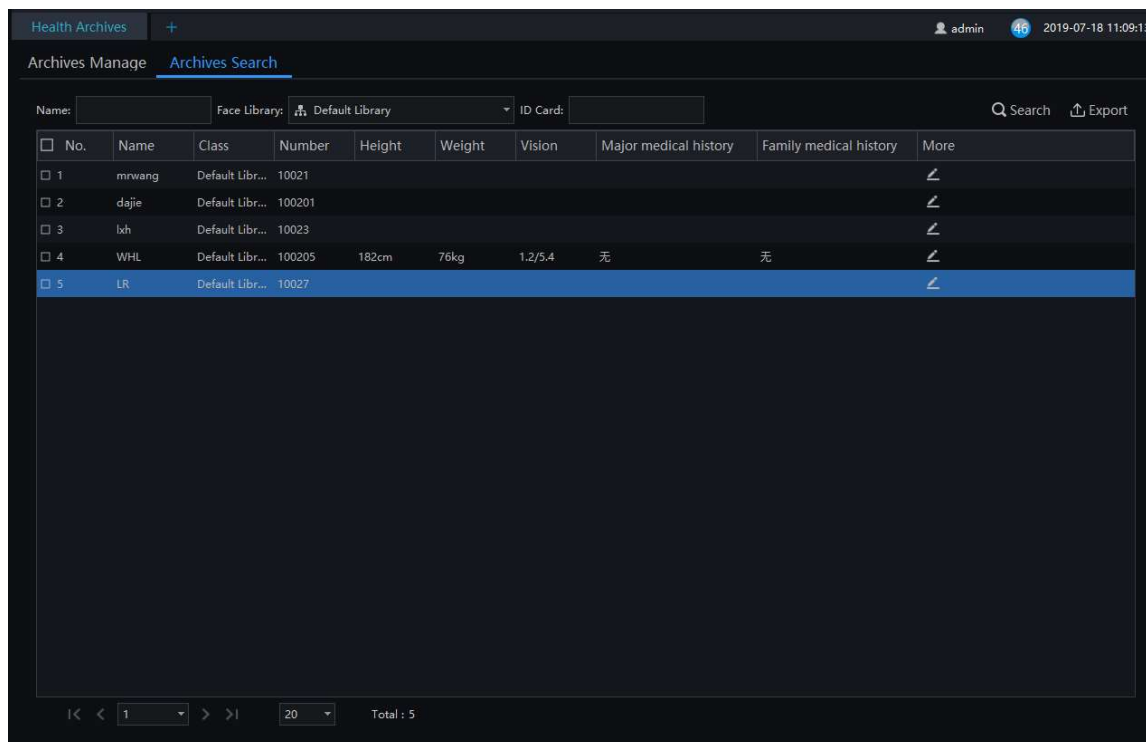 Health Archives + admin 46 2019-07-18 11:09:13
Archives Manage Archives Search
Name: Face Library: Default Library ID Card: Search Export
No. Name Class Number Height Weight Vision Major medical history Family medical history More
1 mrwang Default Libr... 10021
2 dajie Default Libr... 100201
3 lxh Default Libr... 10023
4 WHL Default Libr... 100205 182cm 76kg 1.2/5.4 无 无
5 LR Default Libr... 10027
1 20 Total : 5